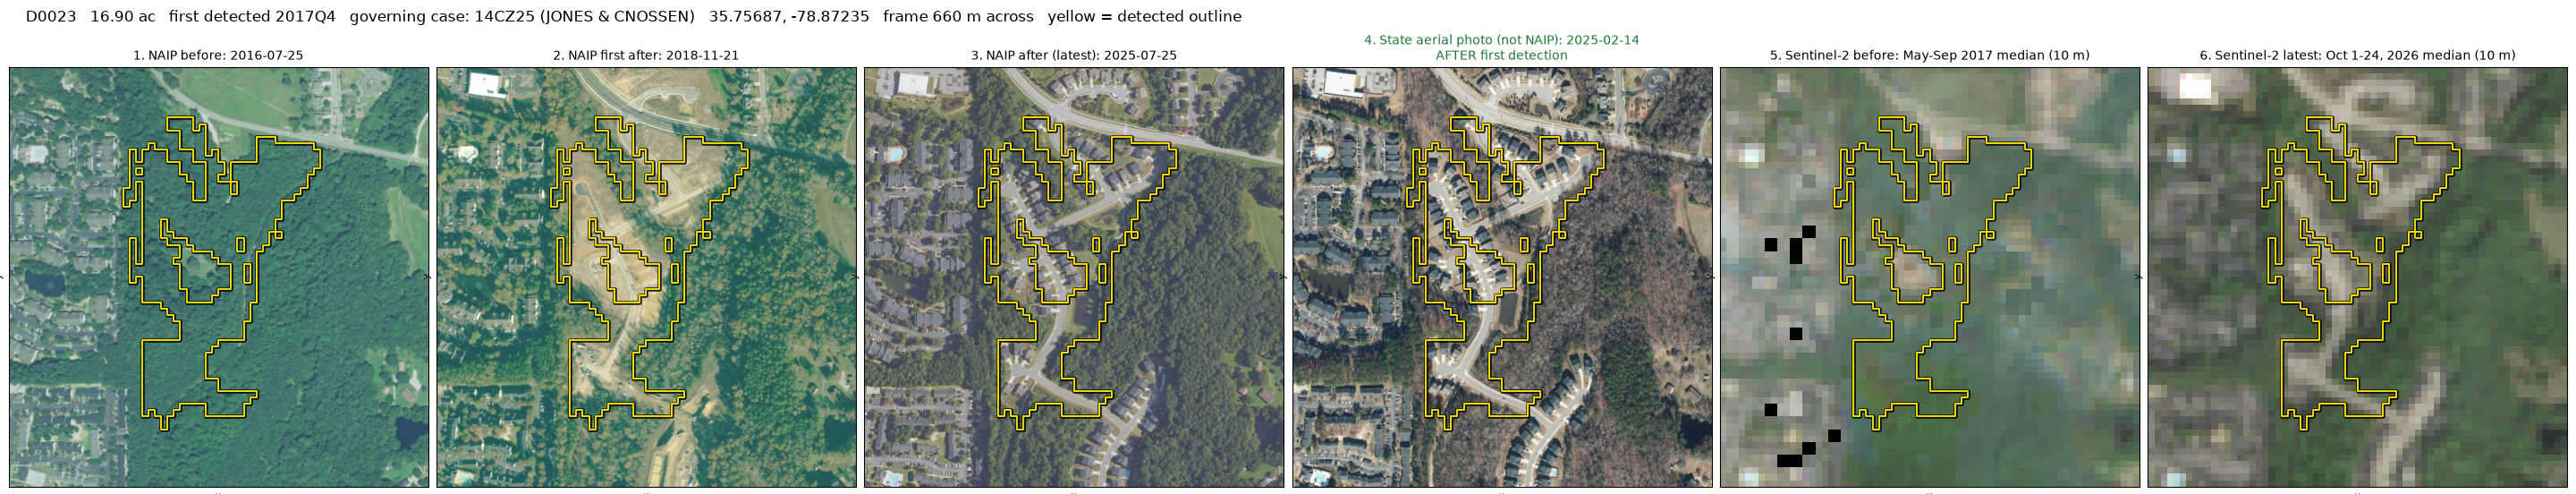 D0023 16.90 ac first detected 2017Q4 governing case: 14CZ25 (JONES & CNOSSEN) 35.75687, -78.87235 frame 660 m across yellow = detected outline
1. NAIP before: 2016-07-25
2. NAIP first after: 2018-11-21
3. NAIP after (latest): 2025-07-25
4. State aerial photo (not NAIP): 2025-02-14
AFTER first detection
5. Sentinel-2 before: May-Sep 2017 median (10 m)
6. Sentinel-2 latest: Oct 1-24, 2026 median (10 m)